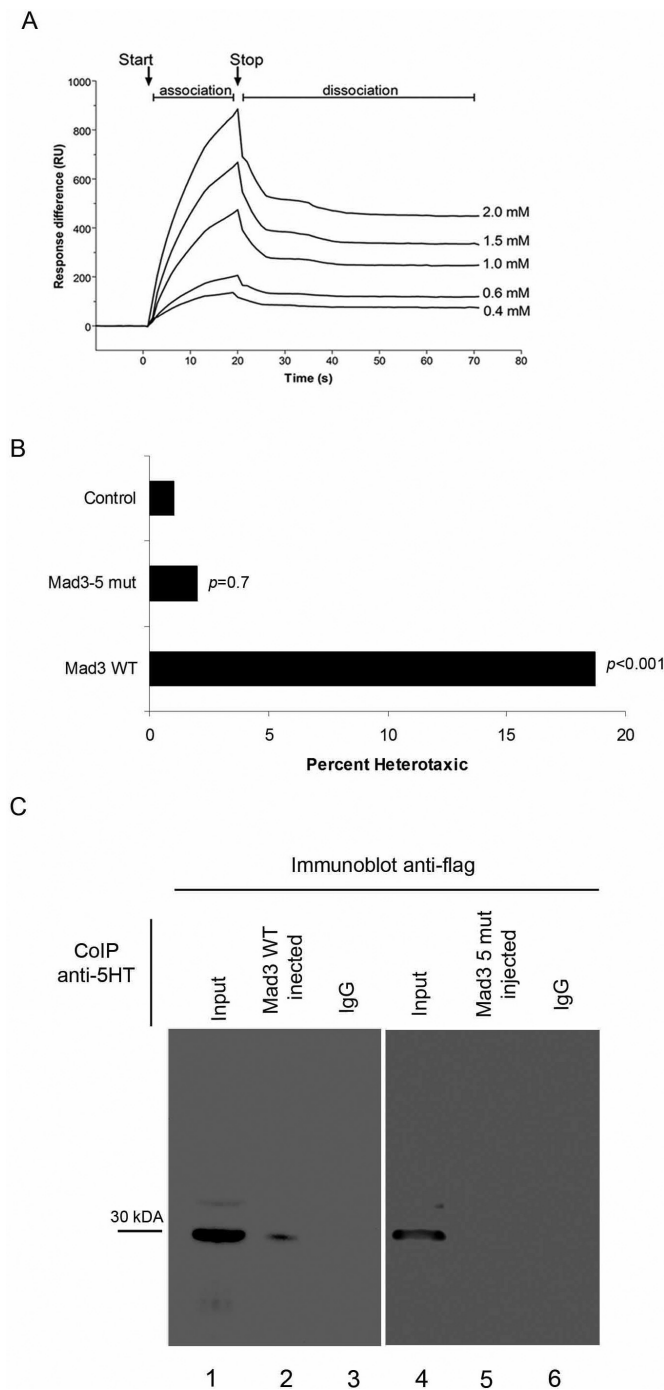 A
Start
Stop
association
dissociation
1000
800
600
400
200
0
Response difference (RU)
2.0 mM
1.5 mM
1.0 mM
0.6 mM
0.4 mM
0 10 20 30 40 50 60 70 80
Time (s)
B
Control
Mad3-5 mut
p=0.7
Mad3 WT
p<0.001
0 5 10 15 20
Percent Heterotaxic
C
Immunoblot anti-flag
CoIP
anti-5HT
Input
Mad3 WT
inected
IgG
Input
Mad3 5 mut
injected
IgG
30 kDA
1 2 3 4 5 6